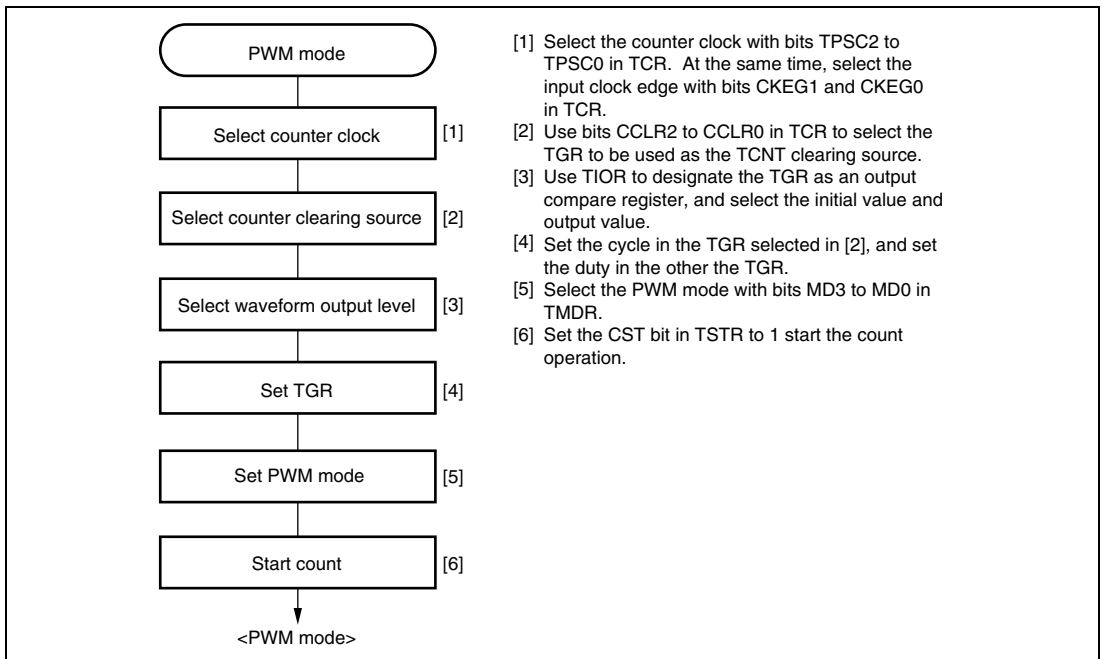 PWM mode
Select counter clock [1]
Select counter clearing source [2]
Select waveform output level [3]
Set TGR [4]
Set PWM mode [5]
Start count [6]
<PWM mode>
[1] Select the counter clock with bits TPSC2 to
TPSC0 in TCR. At the same time, select the
input clock edge with bits CKEG1 and CKEG0
in TCR.
[2] Use bits CCLR2 to CCLR0 in TCR to select the
TGR to be used as the TCNT clearing source.
[3] Use TIOR to designate the TGR as an output
compare register, and select the initial value and
output value.
[4] Set the cycle in the TGR selected in [2], and set
the duty in the other the TGR.
[5] Select the PWM mode with bits MD3 to MD0 in
TMDR.
[6] Set the CST bit in TSTR to 1 start the count
operation.